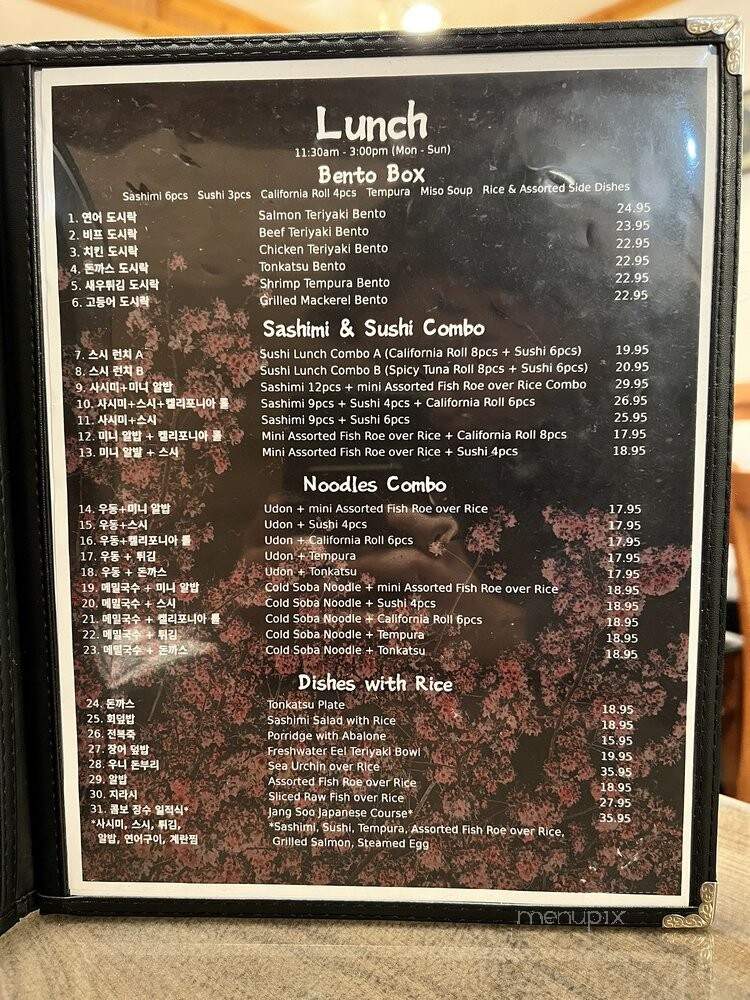 Lunch
11:30am - 3:00pm (Mon - Sun)
Bento Box
Sashimi 6pcs Sushi 3pcs California Roll 4pcs Tempura Miso Soup Rice & Assorted Side Dishes
1. 연어 도시락 Salmon Teriyaki Bento 24.95
2. 비프 도시락 Beef Teriyaki Bento 23.95
3. 치킨 도시락 Chicken Teriyaki Bento 22.95
4. 돈까스 도시락 Tonkatsu Bento 22.95
5. 새우튀김 도시락 Shrimp Tempura Bento 22.95
6. 고등어 도시락 Grilled Mackerel Bento 22.95
Sashimi & Sushi Combo
7. 스시 런치 A Sushi Lunch Combo A (California Roll 8pcs + Sushi 6pcs) 19.95
8. 스시 런치 B Sushi Lunch Combo B (Spicy Tuna Roll 8pcs + Sushi 6pcs) 20.95
9. 사시미+미니 알밥 Sashimi 12pcs + mini Assorted Fish Roe over Rice Combo 29.95
10. 사시미+스시+캘리포니아 롤 Sashimi 9pcs + Sushi 4pcs + California Roll 6pcs 26.95
11. 사시미+스시 Sashimi 9pcs + Sushi 6pcs 25.95
12. 미니 알밥 + 캘리포니아 롤 Mini Assorted Fish Roe over Rice + California Roll 8pcs 17.95
13. 미니 알밥 + 스시 Mini Assorted Fish Roe over Rice + Sushi 4pcs 18.95
Noodles Combo
14. 우동+미니 알밥 Udon + mini Assorted Fish Roe over Rice 17.95
15. 우동+스시 Udon + Sushi 4pcs 17.95
16. 우동+캘리포니아 롤 Udon + California Roll 6pcs 17.95
17. 우동 + 튀김 Udon + Tempura 17.95
18. 우동 + 돈까스 Udon + Tonkatsu 17.95
19. 메밀국수 + 미니 알밥 Cold Soba Noodle + mini Assorted Fish Roe over Rice 18.95
20. 메밀국수 + 스시 Cold Soba Noodle + Sushi 4pcs 18.95
21. 메밀국수 + 캘리포니아 롤 Cold Soba Noodle + California Roll 6pcs 18.95
22. 메밀국수 + 튀김 Cold Soba Noodle + Tempura 18.95
23. 메밀국수 + 돈까스 Cold Soba Noodle + Tonkatsu 18.95
Dishes with Rice
24. 돈까스 Tonkatsu Plate 18.95
25. 회덮밥 Sashimi Salad with Rice 18.95
26. 전복죽 Porridge with Abalone 15.95
27. 장어 덮밥 Freshwater Eel Teriyaki Bowl 19.95
28. 우니 돈부리 Sea Urchin over Rice 35.95
29. 알밥 Assorted Fish Roe over Rice 18.95
30. 지라시 Sliced Raw Fish over Rice 27.95
31. 콤보 장수 일적식* Jang Soo Japanese Course* 35.95
*사시미, 스시, 튀김, *Sashimi, Sushi, Tempura, Assorted Fish Roe over Rice,
알밥, 연어구이, 계란찜 Grilled Salmon, Steamed Egg
menupix